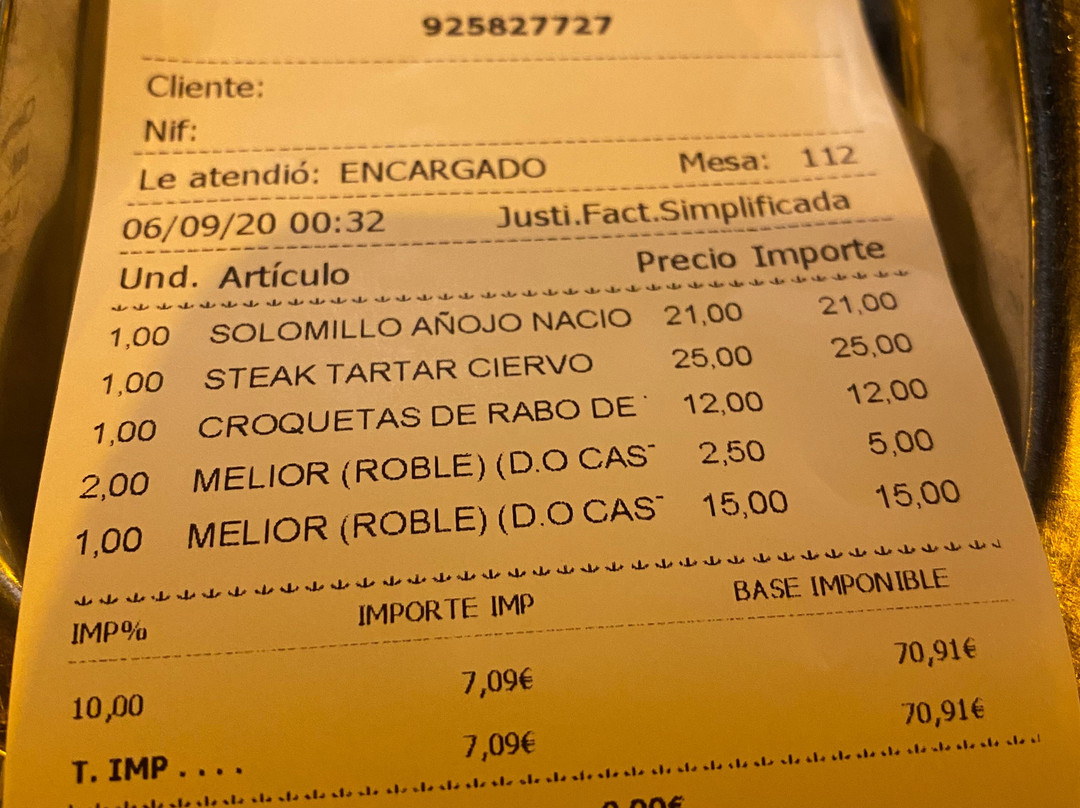 925827727
Cliente:
Nif:
Le atendió: ENCARGADO Mesa: 112
06/09/20 00:32 Justi.Fact.Simplificada
Und. Artículo Precio Importe
1,00 SOLOMILLO AÑOJO NACIO 21,00 21,00
1,00 STEAK TARTAR CIERVO 25,00 25,00
1,00 CROQUETAS DE RABO DE 12,00 12,00
2,00 MELIOR (ROBLE) (D.O CAS 2,50 5,00
1,00 MELIOR (ROBLE) (D.O CAS 15,00 15,00
IMP% IMPORTE IMP BASE IMPONIBLE
10,00 7,09€ 70,91€
T. IMP .... 7,09€ 70,91€